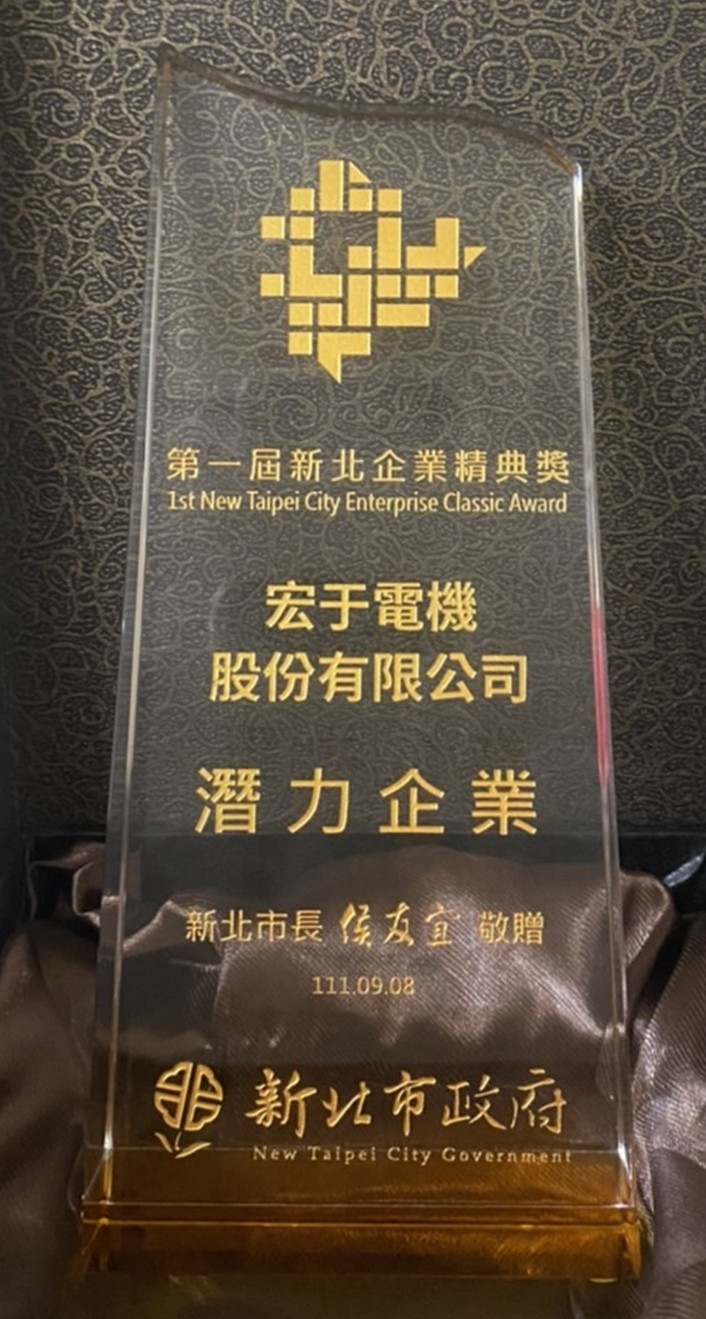 第一屆新北企業精典獎
1st New Taipei City Enterprise Classic Award
宏于電機
股份有限公司
潛力企業
新北市長 侯友宜 敬贈
111.09.08
新北市政府
New Taipei City Government